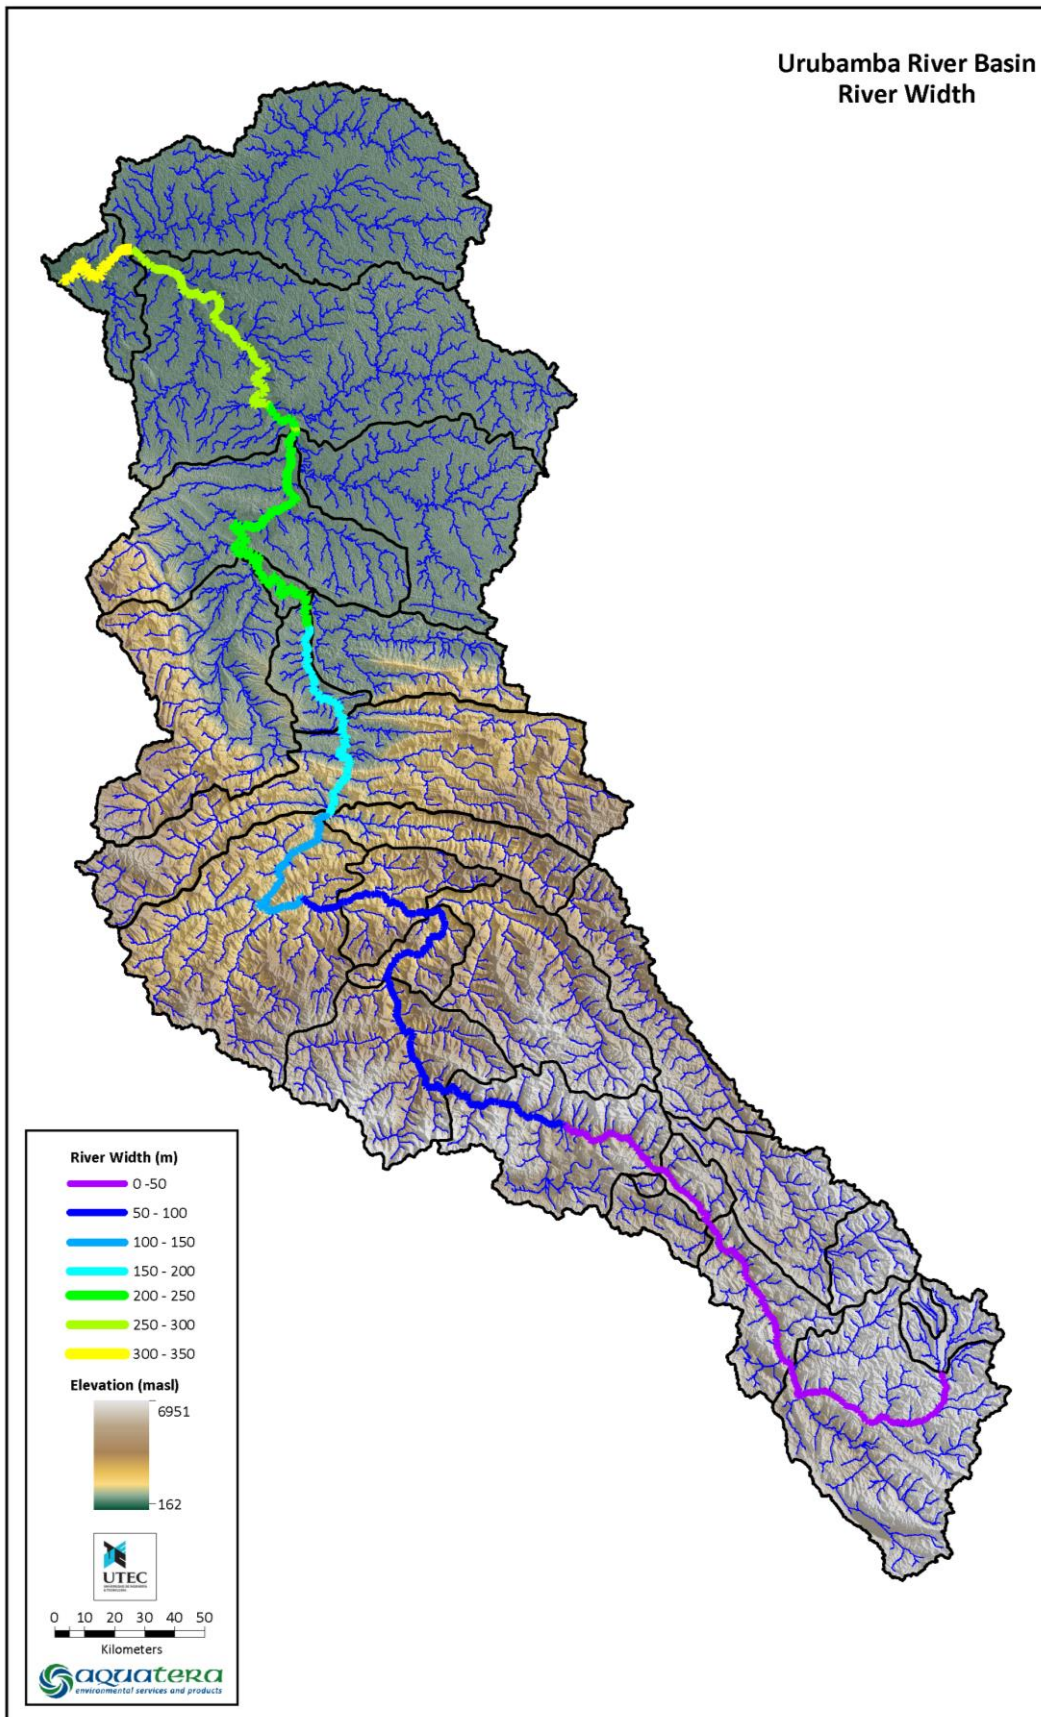 Urubamba River Basin
River Width
River Width (m)
0 -50
50 - 100
100 - 150
150 - 200
200 - 250
250 - 300
300 - 350
Elevation (masl)
6951
162
UTEC
0 10 20 30 40 50
Kilometers
aquatera
environmental services and products